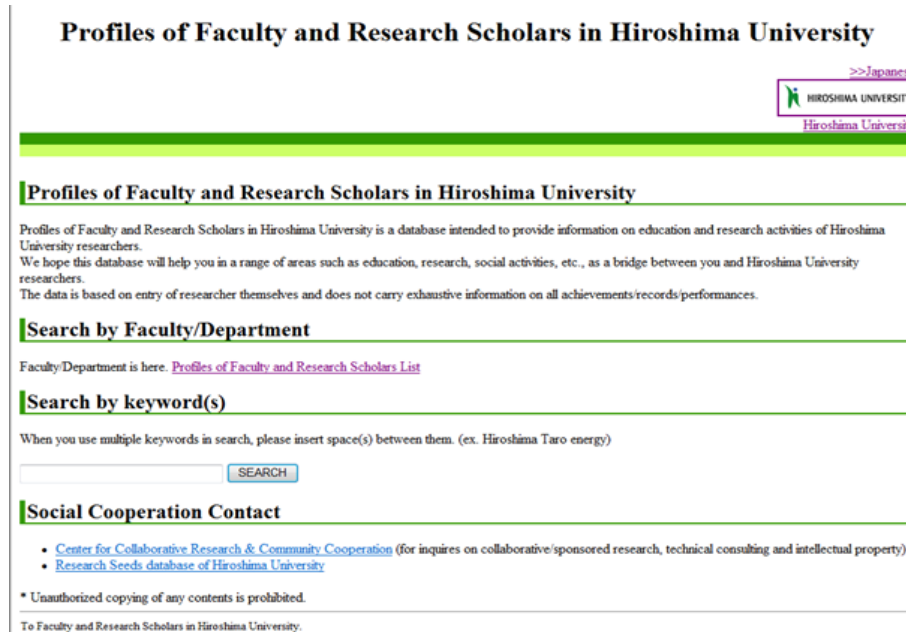 Profiles of Faculty and Research Scholars in Hiroshima University
>>Japanes
HIROSHIMA UNIVERSIT
Hiroshima Universi
Profiles of Faculty and Research Scholars in Hiroshima University
Profiles of Faculty and Research Scholars in Hiroshima University is a database intended to provide information on education and research activities of Hiroshima
University researchers.
We hope this database will help you in a range of areas such as education, research, social activities, etc., as a bridge between you and Hiroshima University
researchers.
The data is based on entry of researcher themselves and does not carry exhaustive information on all achievements/records/performances.
Search by Faculty/Department
Faculty/Department is here. Profiles of Faculty and Research Scholars List
Search by keyword(s)
When you use multiple keywords in search, please insert space(s) between them. (ex. Hiroshima Taro energy)
SEARCH
Social Cooperation Contact
• Center for Collaborative Research & Community Cooperation (for inquires on collaborative/sponsored research, technical consulting and intellectual property)
• Research Seeds database of Hiroshima University
* Unauthorized copying of any contents is prohibited.
To Faculty and Research Scholars in Hiroshima University.